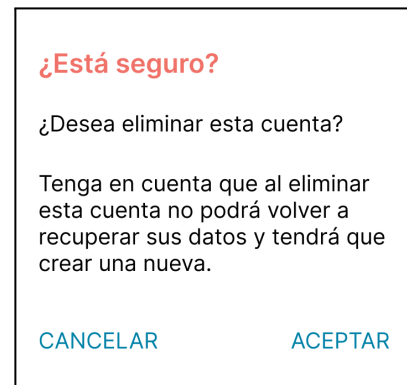 ¿Está seguro?
¿Desea eliminar esta cuenta?
Tenga en cuenta que al eliminar
esta cuenta no podrá volver a
recuperar sus datos y tendrá que
crear una nueva.
CANCELAR ACEPTAR